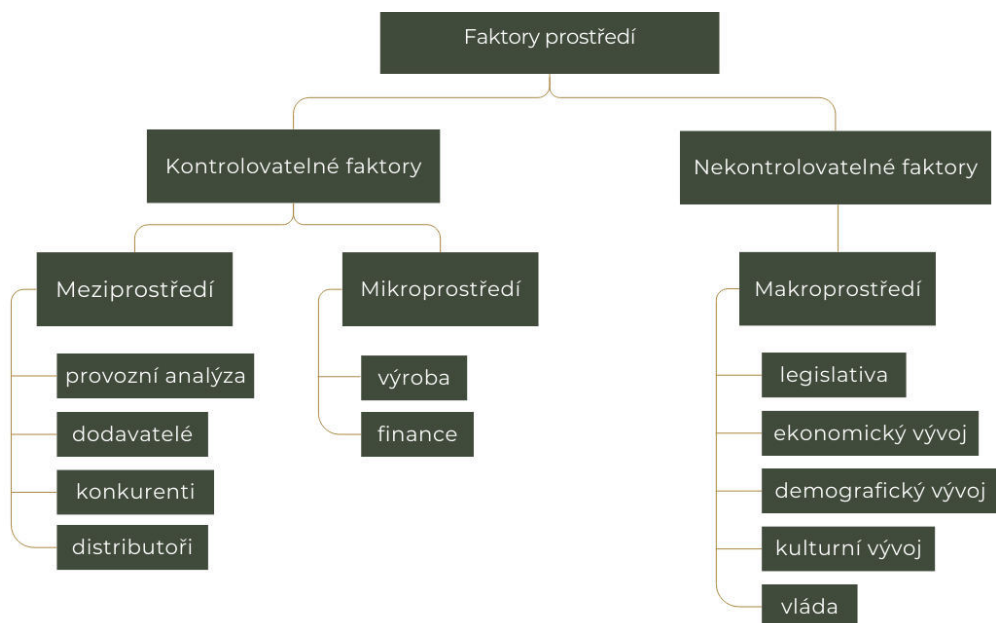 Faktory prostředí
Kontrolovatelné faktory
Nekontrolovatelné faktory
Meziprostředí
Mikroprostředí
Makroprostředí
provozní analýza
dodavatelé
konkurenti
distributoři
výroba
finance
legislativa
ekonomický vývoj
demografický vývoj
kulturní vývoj
vláda